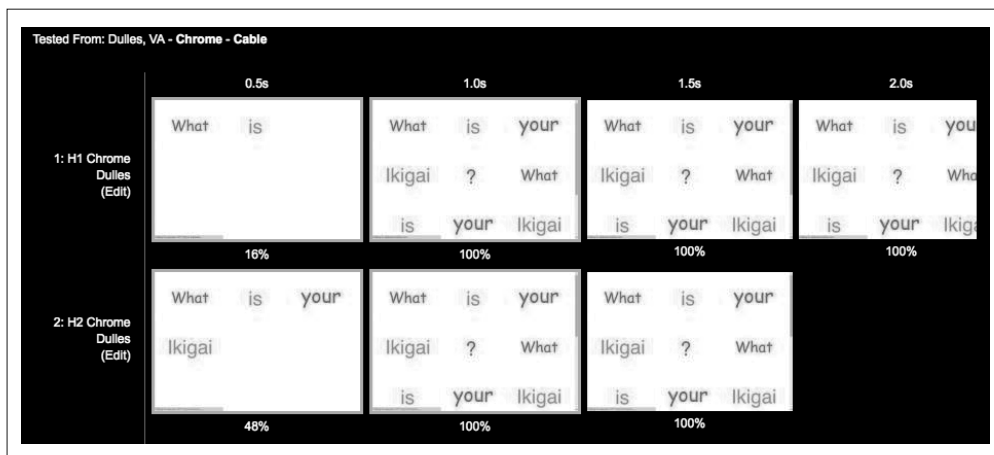 Tested From: Dulles, VA - Chrome - Cable
0.5s 1.0s 1.5s 2.0s
1: H1 Chrome
Dulles
(Edit)
What is
What is your
Ikigai ? What
is your Ikigai
What is your
Ikigai ? What
is your Ikigai
What is you
Ikigai ? Wha
is your Ikig
16% 100% 100% 100%
2: H2 Chrome
Dulles
(Edit)
What is your
Ikigai
What is your
Ikigai ? What
is your Ikigai
What is your
Ikigai ? What
is your Ikigai
48% 100% 100%